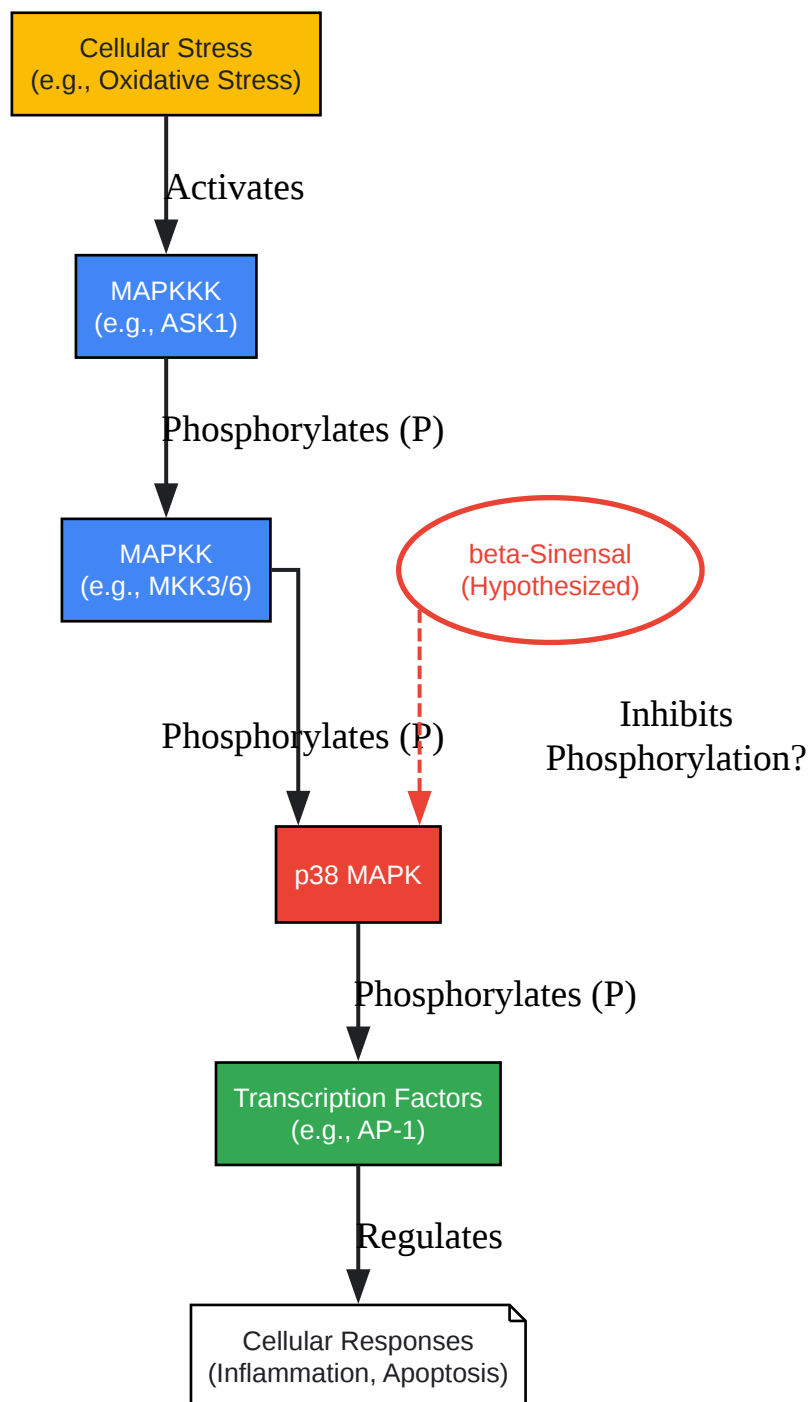 Cellular Stress
(e.g., Oxidative Stress)
Activates
MAPKKK
(e.g., ASK1)
Phosphorylates (P)
MAPKK
(e.g., MKK3/6)
beta-Sinensal
(Hypothesized)
Phosphorylates (P)
Inhibits
Phosphorylation?
p38 MAPK
Phosphorylates (P)
Transcription Factors
(e.g., AP-1)
Regulates
Cellular Responses
(Inflammation, Apoptosis)